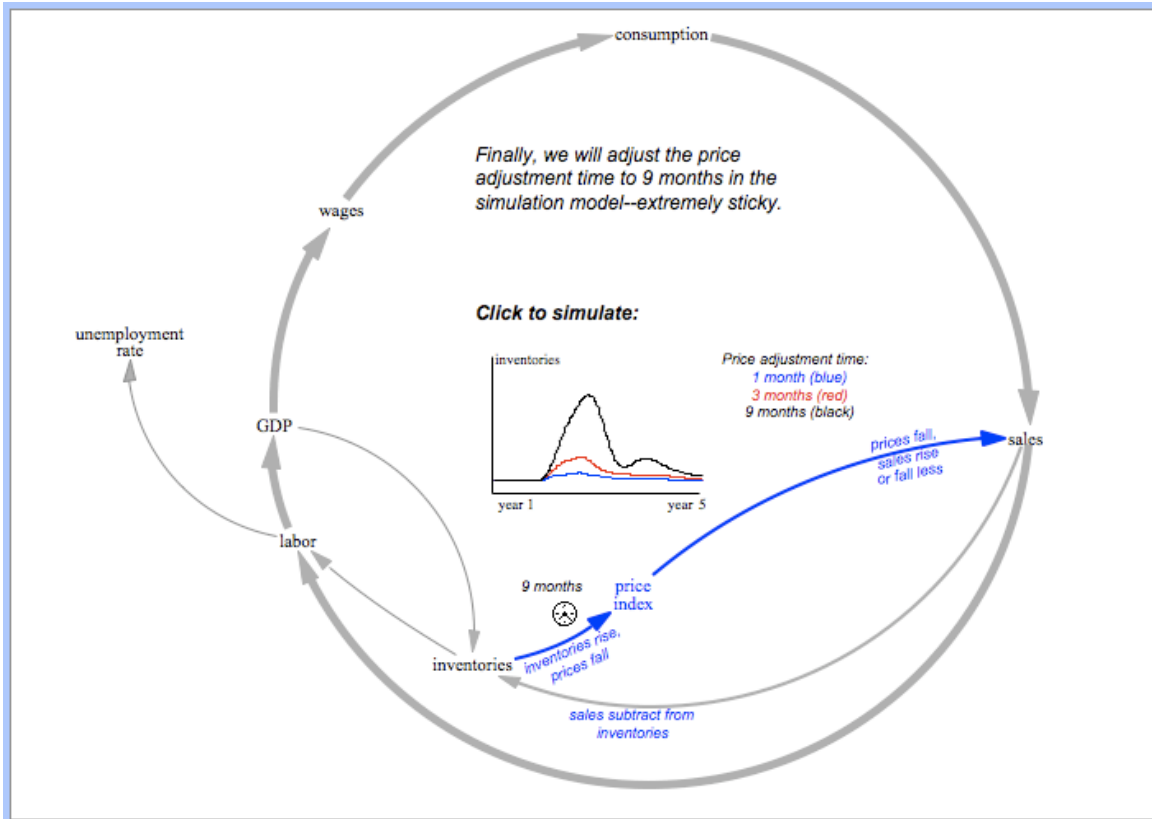 consumption
Finally, we will adjust the price
adjustment time to 9 months in the
simulation model--extremely sticky.
wages
Click to simulate:
unemployment
rate
inventories
Price adjustment time:
1 month (blue)
3 months (red)
9 months (black)
GDP
prices fall,
sales rise
or fall less
sales
year 1
year 5
labor
9 months
price
index
inventories
inventories rise,
prices fall
sales subtract from
inventories